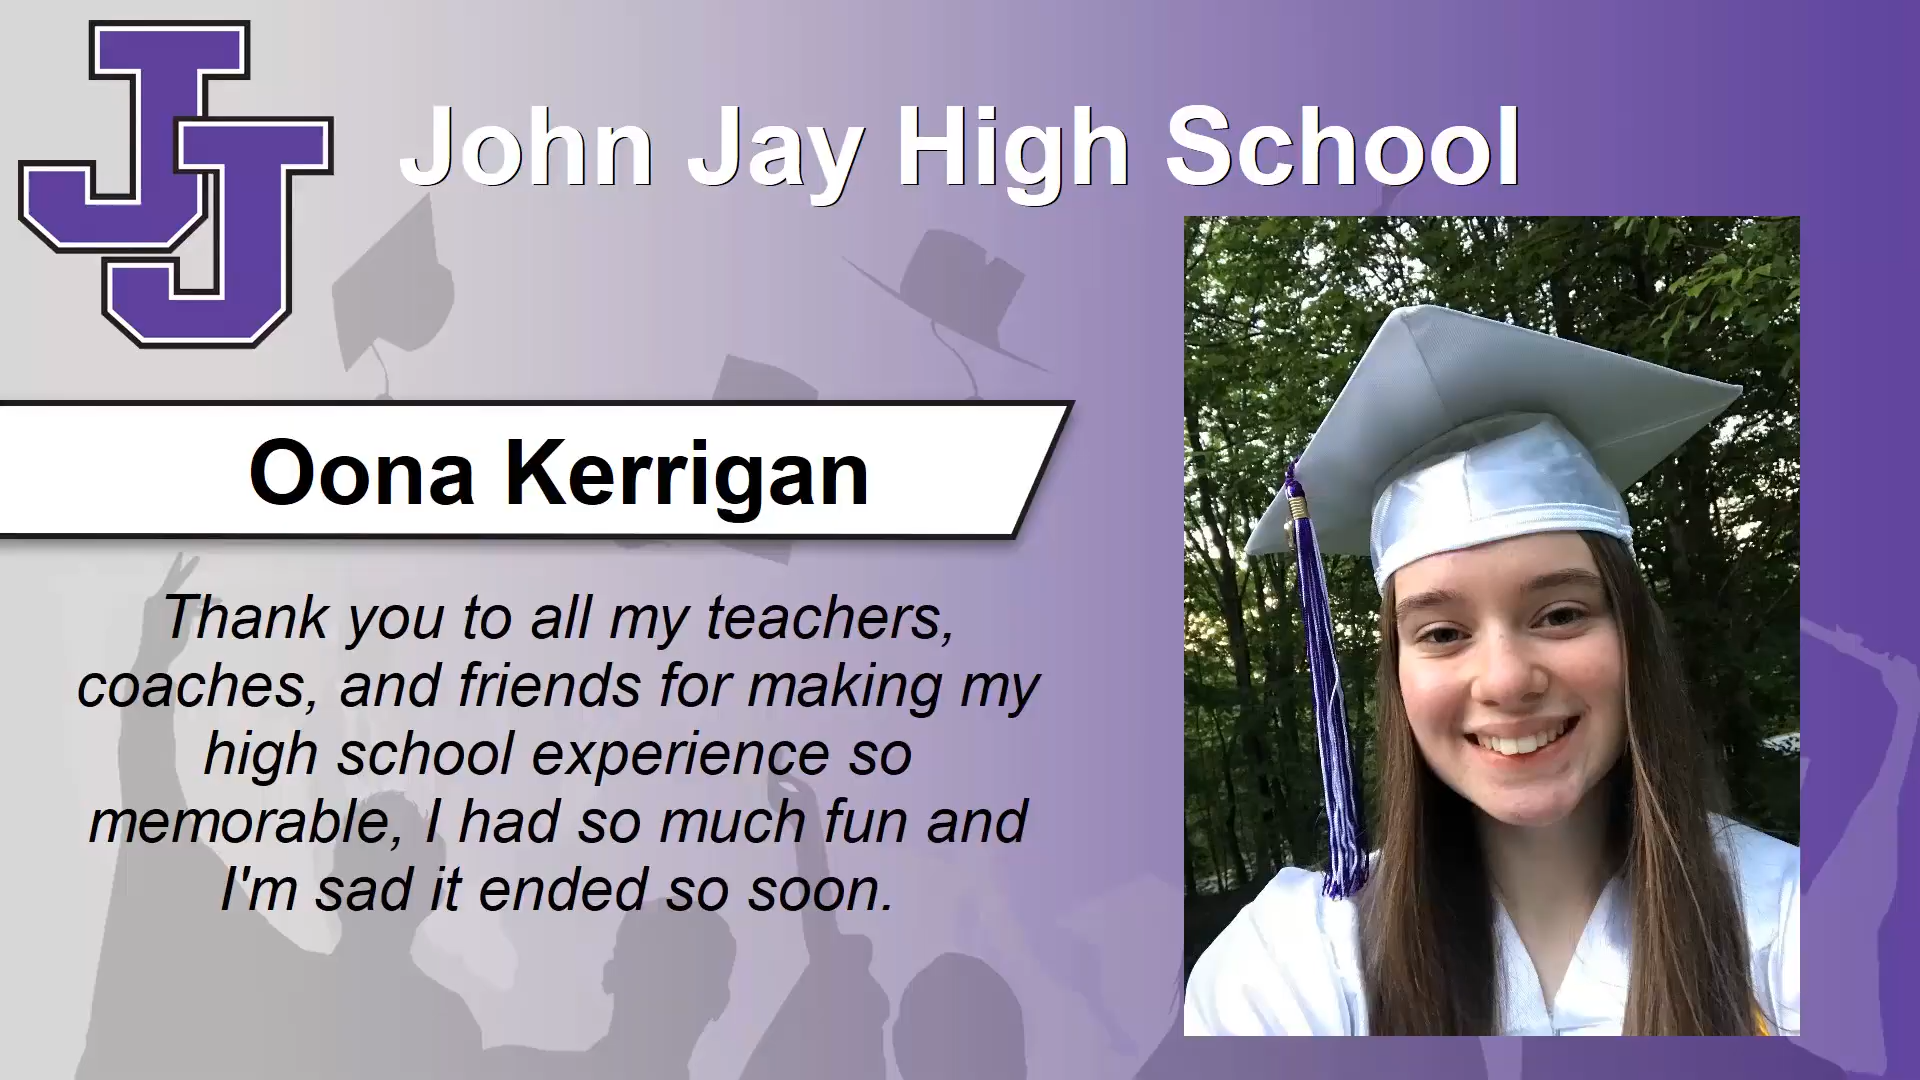 JJ
John Jay High School
Oona Kerrigan
Thank you to all my teachers,
coaches, and friends for making my
high school experience so
memorable, I had so much fun and
I'm sad it ended so soon.